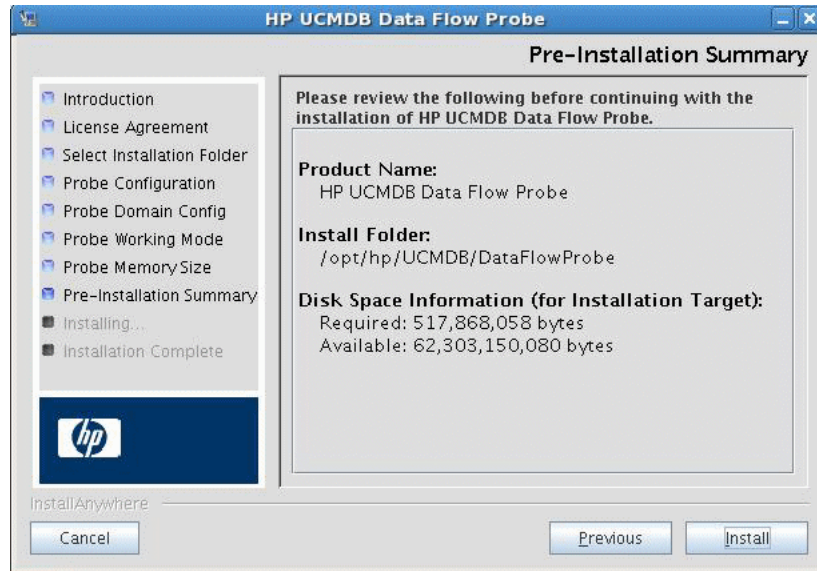 HP UCMDB Data Flow Probe
Pre-Installation Summary
Introduction
License Agreement
Select Installation Folder
Probe Configuration
Probe Domain Config
Probe Working Mode
Probe Memory Size
Pre-Installation Summary
Installing...
Installation Complete
hp
Please review the following before continuing with the
installation of HP UCMDB Data Flow Probe.
Product Name:
HP UCMDB Data Flow Probe
Install Folder:
/opt/hp/UCMDB/DataFlowProbe
Disk Space Information (for Installation Target):
Required: 517,868,058 bytes
Available: 62,303,150,080 bytes
InstallAnywhere
Cancel
Previous
Install